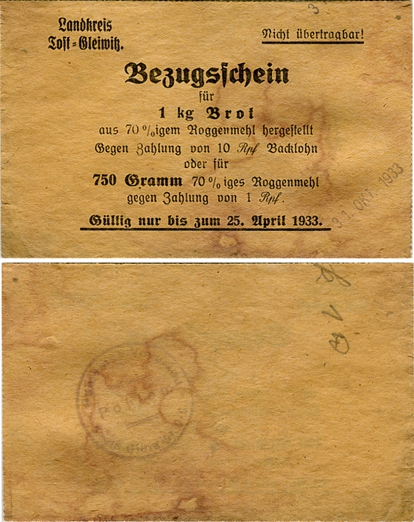 3
Landkreis
Tost-Gleiwitz.
Nicht übertragbar!
Bezugsschein
für
1 kg Brot
aus 70 %igem Roggenmehl hergestellt
Gegen Zahlung von 10 Rpf Backlohn
oder für
750 Gramm 70 %iges Roggenmehl
gegen Zahlung von 1 Rpf.
Gültig nur bis zum 25. April 1933.
1933